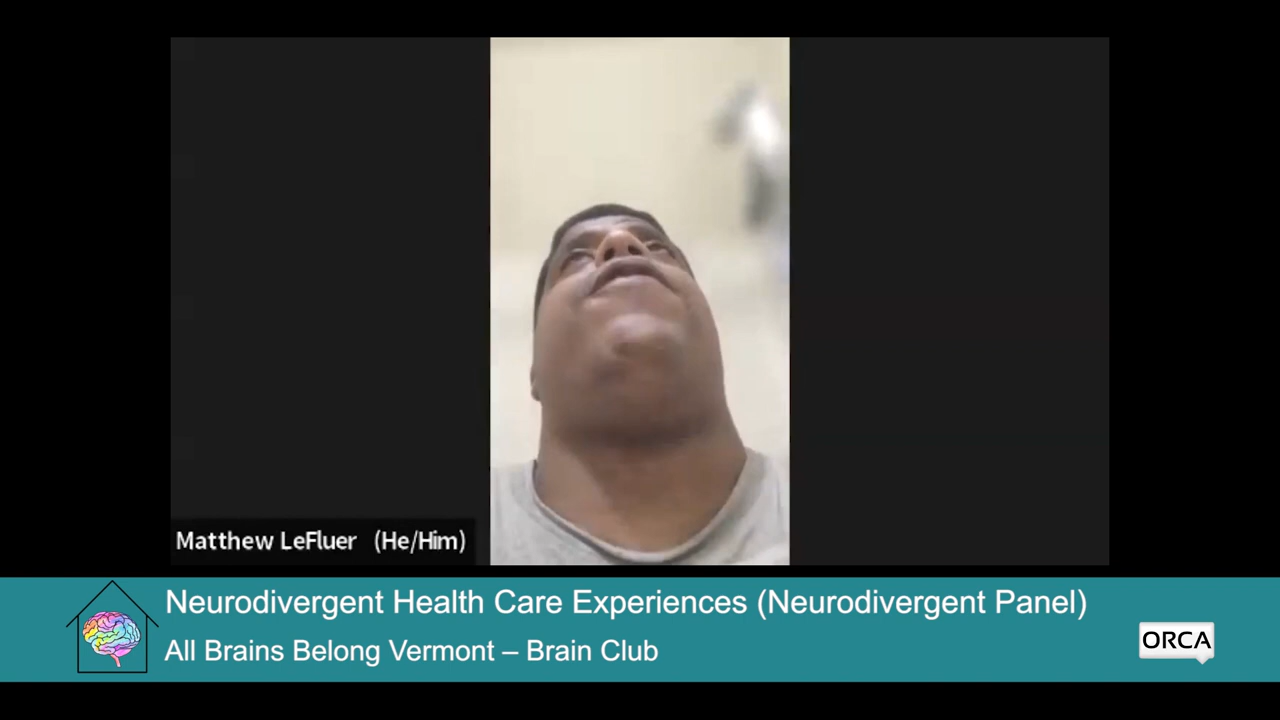 Matthew LeFluer (He/Him)
Neurodivergent Health Care Experiences (Neurodivergent Panel)
All Brains Belong Vermont – Brain Club
ORCA